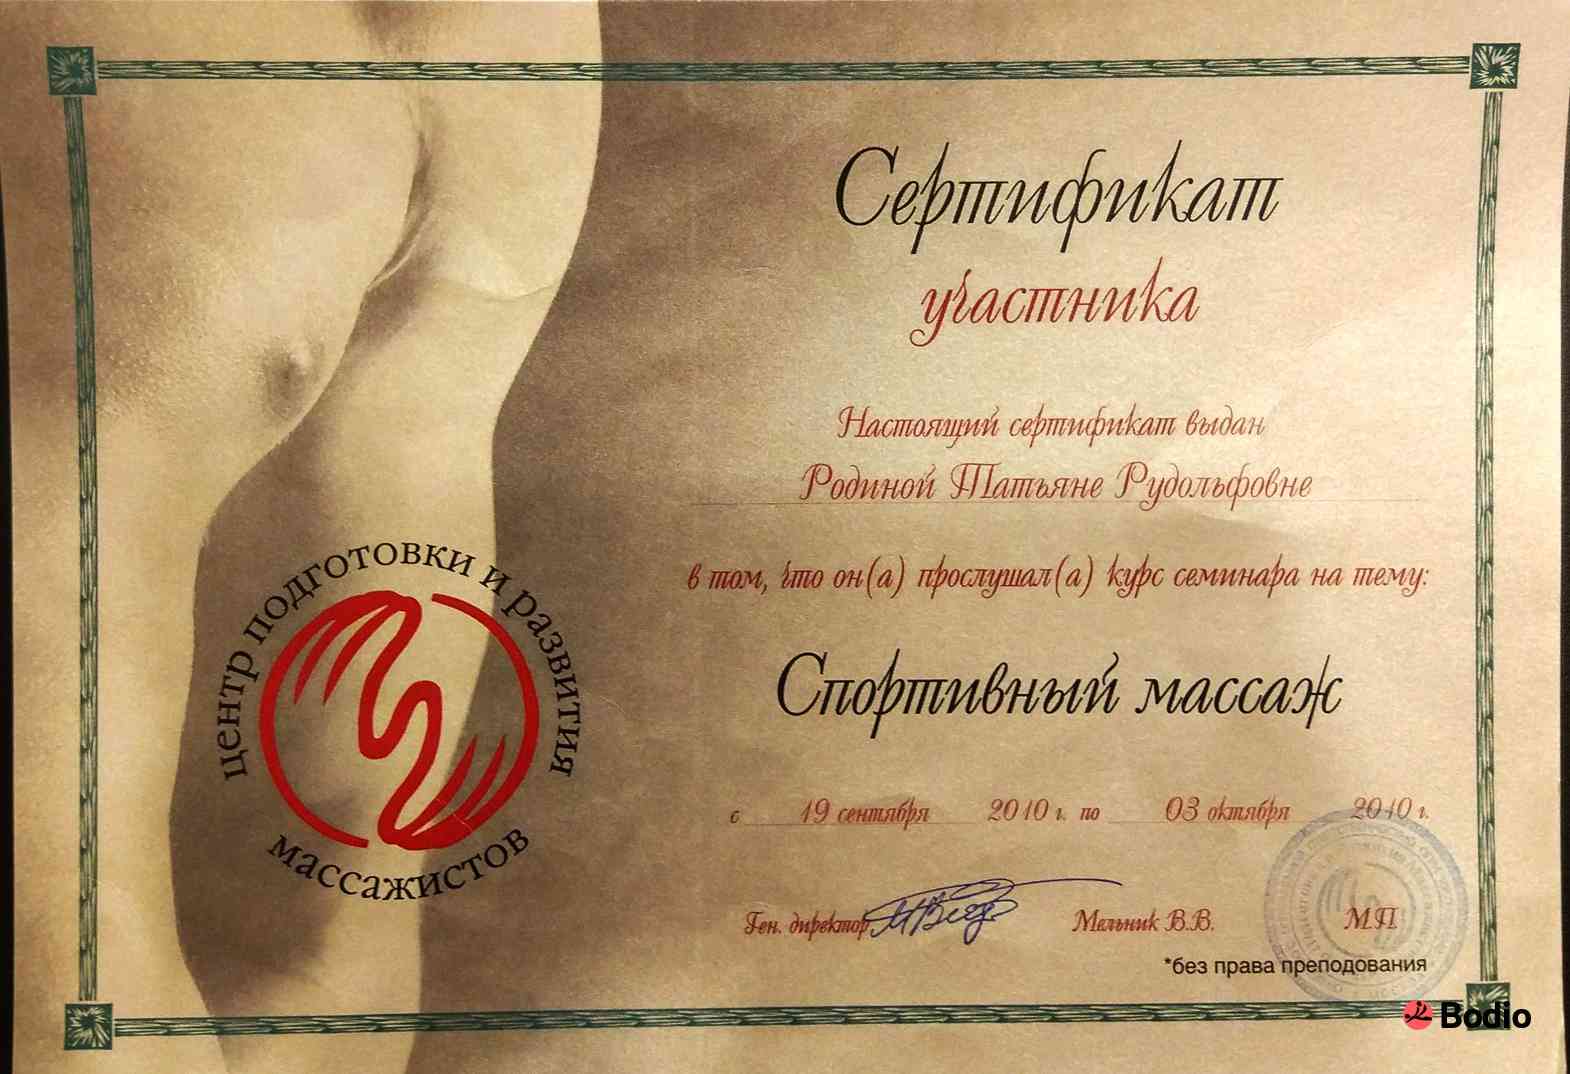 Сертификат
участника
Настоящий сертификат выдан
Родиной Татьяне Рудольфовне
в том, что он(а) прослушал(а) курс семинара на тему:
Спортивный массаж
с 19 сентября 2010 г. по 03 октября 2010 г.
Ген. директор Мельник В.В. М.П.
*без права преподования
центр подготовки и развития
массажистов
Bodio